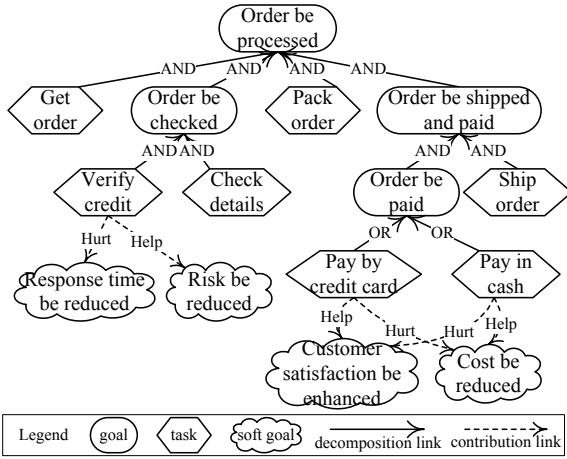 Order be
processed
AND AND AND AND
Get
order
Order be
checked
Pack
order
Order be shipped
and paid
AND AND AND AND
Verify
credit
Check
details
Order be
paid
Ship
order
Hurt Help OR OR
Response time
be reduced
Risk be
reduced
Pay by
credit card
Pay in
cash
Help Hurt Hurt Help
Customer
satisfaction be
enhanced
Cost be
reduced
Legend goal task soft goal decomposition link contribution link